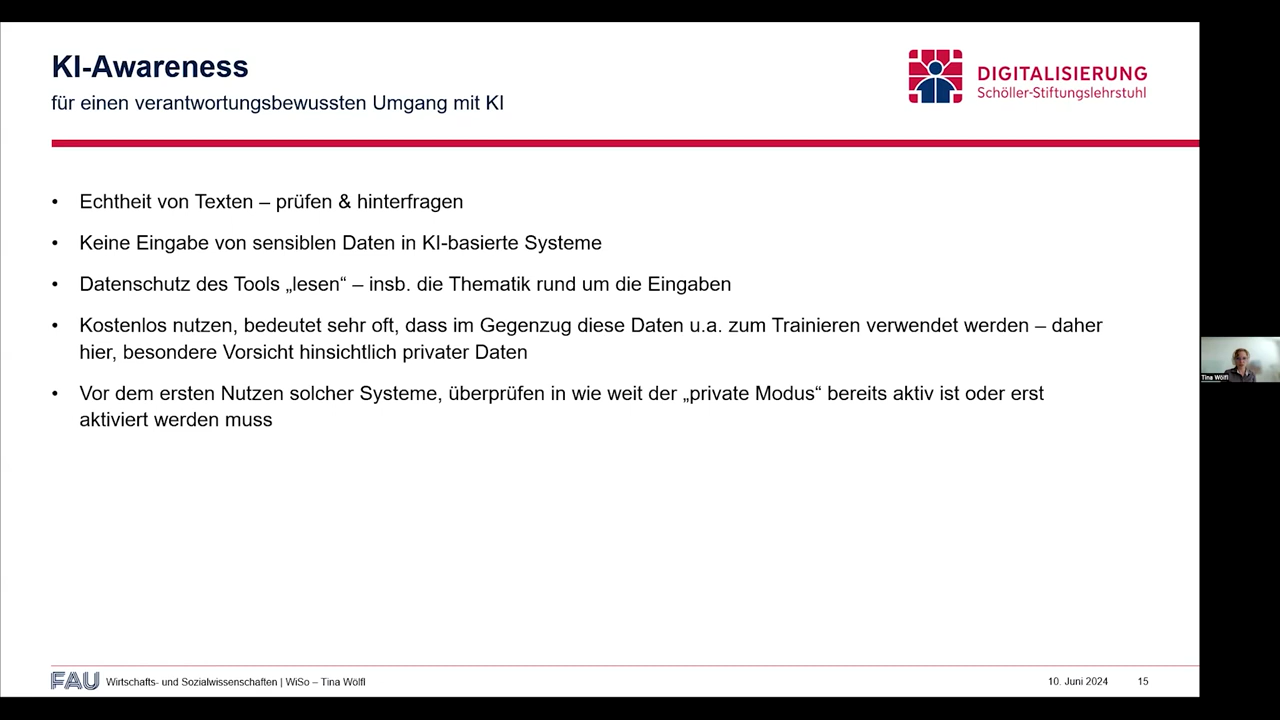 KI-Awareness
für einen verantwortungsbewussten Umgang mit KI
DIGITALISIERUNG
Schöller-Stiftungslehrstuhl
• Echtheit von Texten – prüfen & hinterfragen
• Keine Eingabe von sensiblen Daten in KI-basierte Systeme
• Datenschutz des Tools „lesen“ – insb. die Thematik rund um die Eingaben
• Kostenlos nutzen, bedeutet sehr oft, dass im Gegenzug diese Daten u.a. zum Trainieren verwendet werden – daher
hier, besondere Vorsicht hinsichtlich privater Daten
• Vor dem ersten Nutzen solcher Systeme, überprüfen in wie weit der „private Modus“ bereits aktiv ist oder erst
aktiviert werden muss
Tina Wölfl
FAU Wirtschafts- und Sozialwissenschaften | WiSo – Tina Wölfl
10. Juni 2024 15